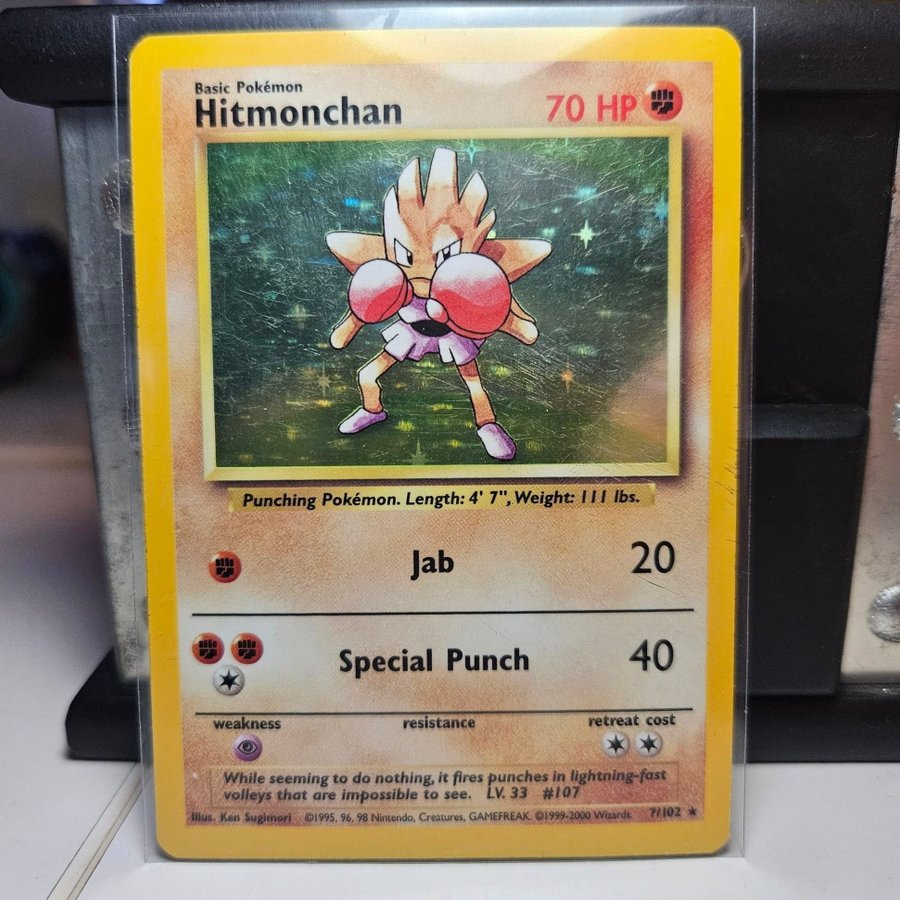 Basic Pokémon
Hitmonchan 70 HP
Punching Pokémon. Length: 4' 7", Weight: 111 lbs.
Jab 20
Special Punch 40
weakness resistance retreat cost
While seeming to do nothing, it fires punches in lightning-fast
volleys that are impossible to see. LV. 33 #107
Illus. Ken Sugimori ©1995, 96, 98 Nintendo, Creatures, GAMEFREAK. ©1999-2000 Wizards. 7/102 ★